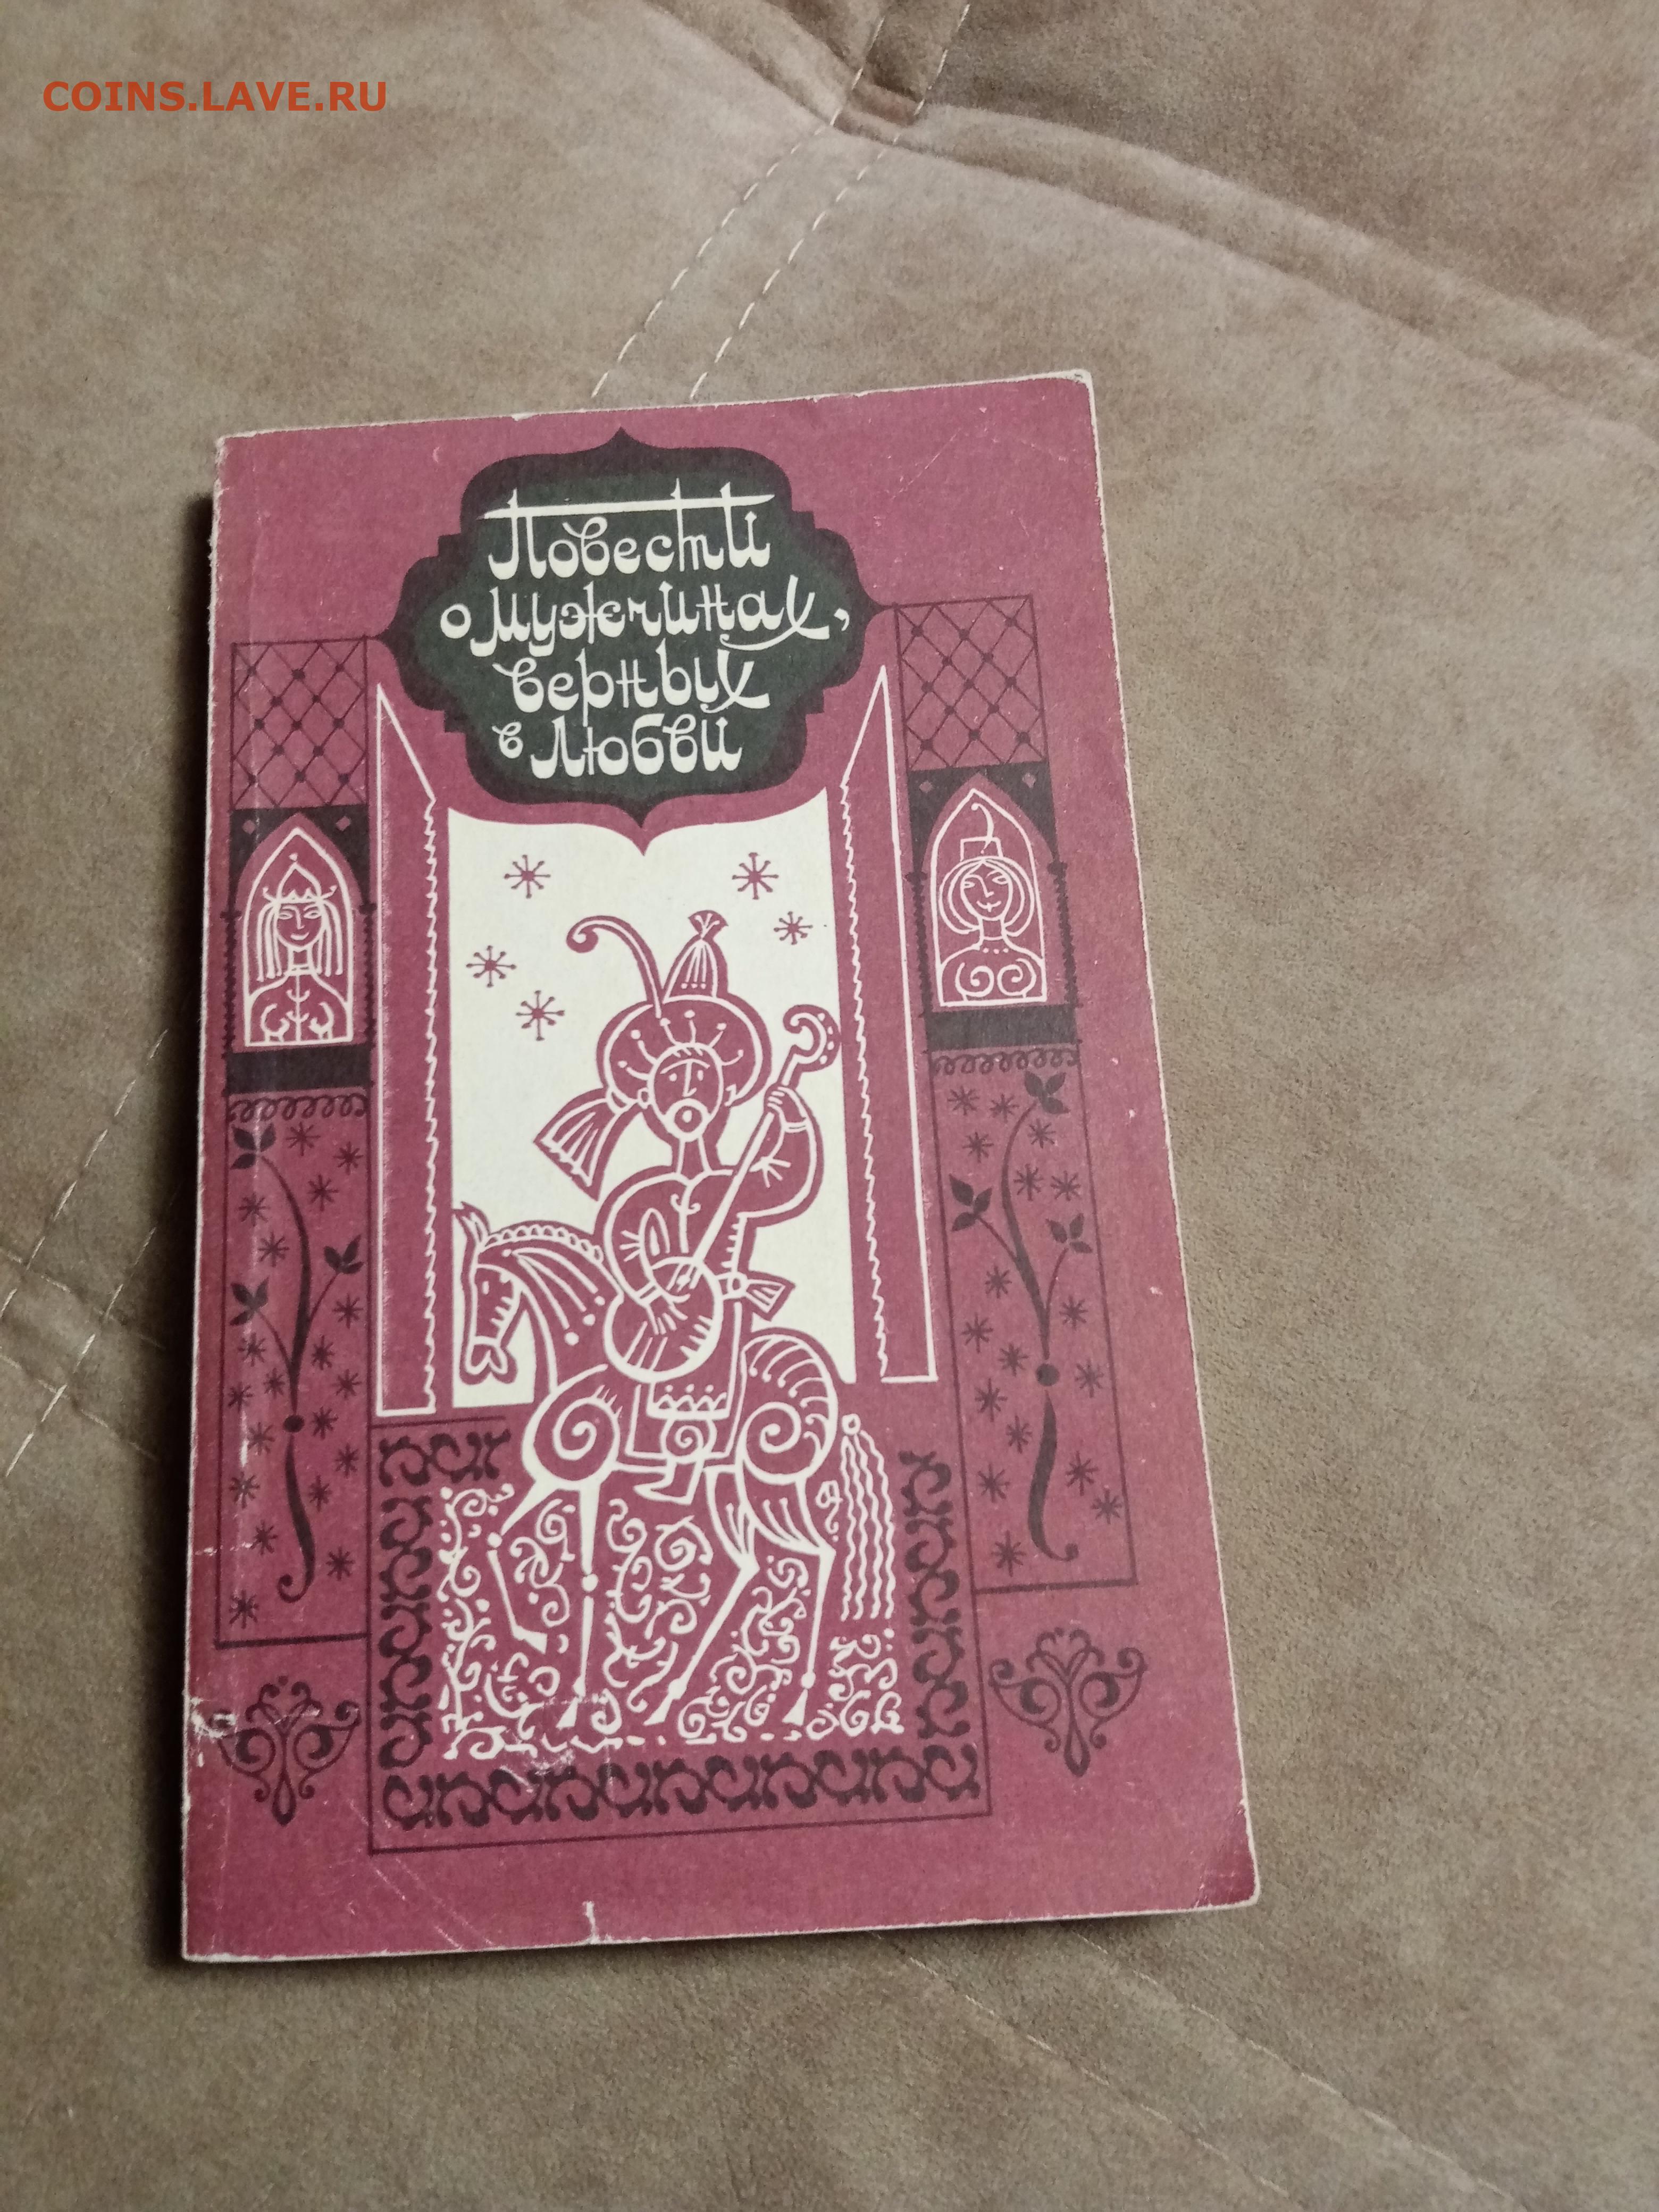 COINS.LAVE.RU
Повести
о мужчинах,
верных
в любви